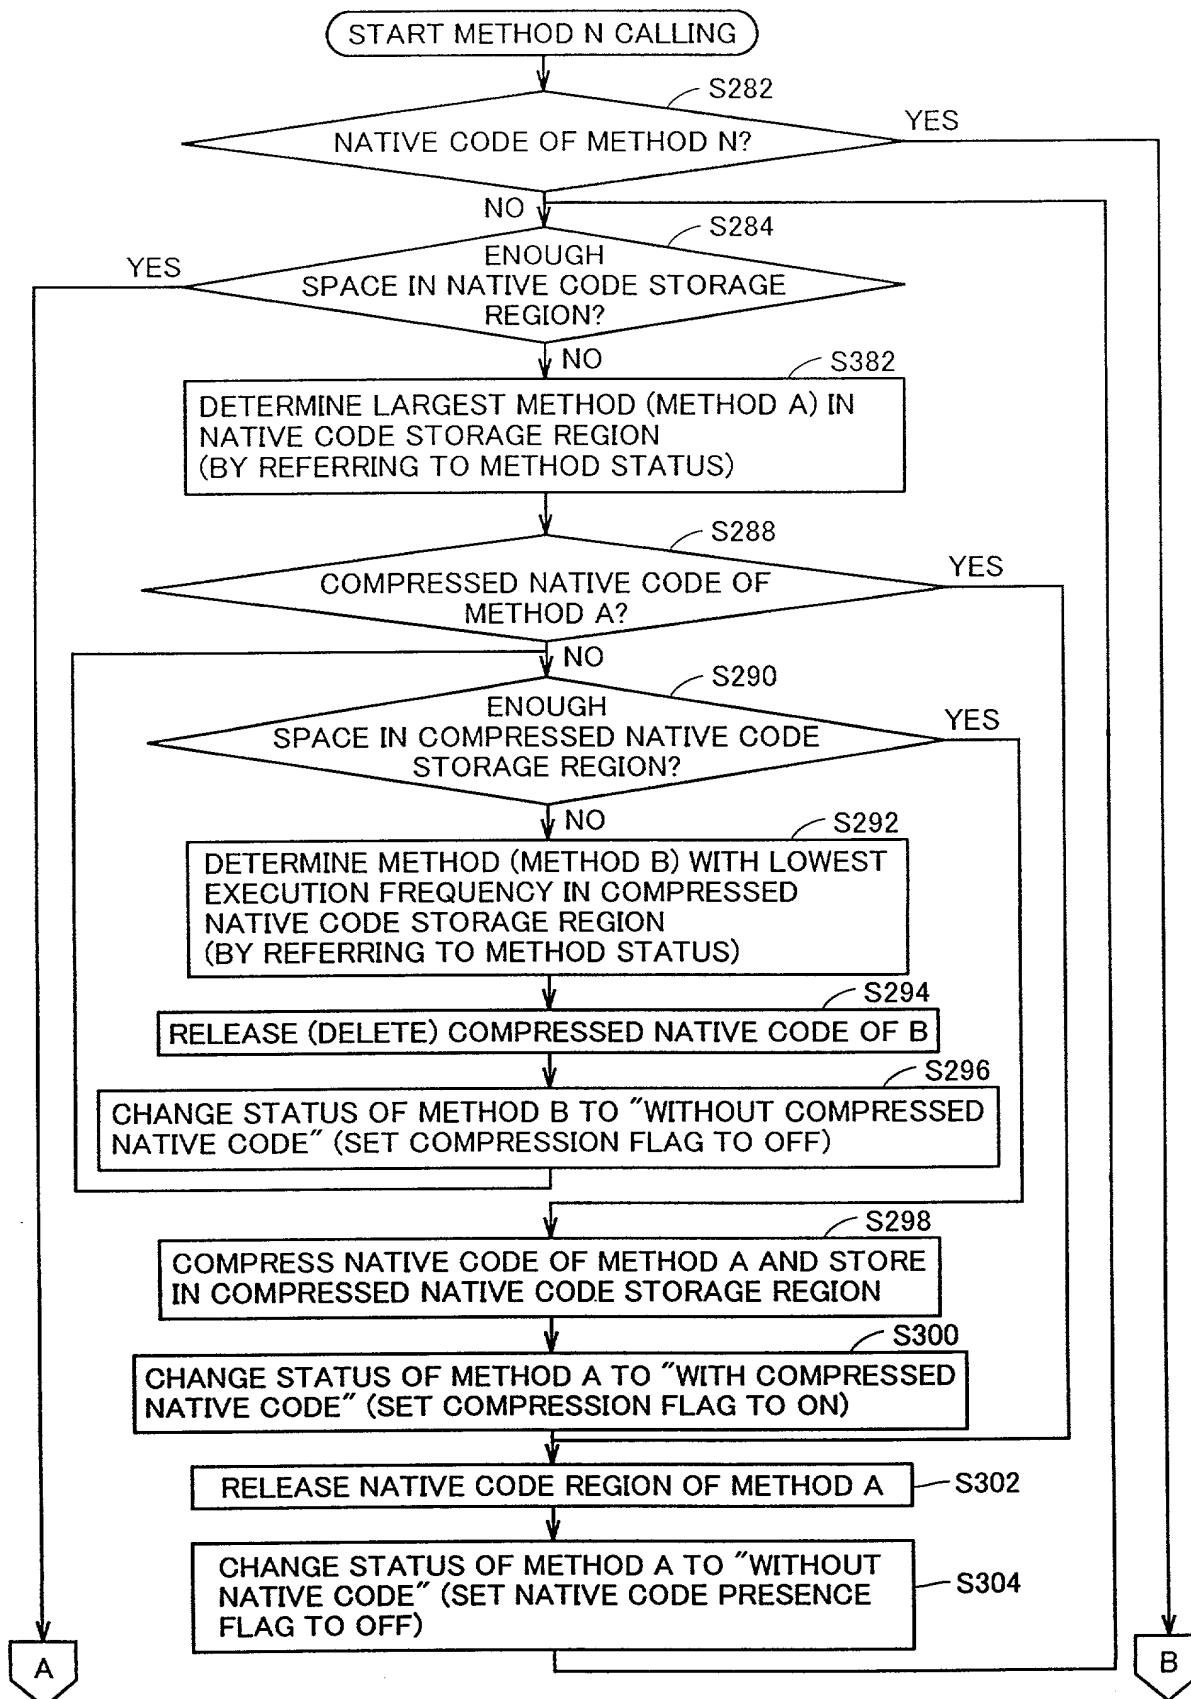 START METHOD N CALLING
S282
NATIVE CODE OF METHOD N?
YES
NO
S284
ENOUGH
SPACE IN NATIVE CODE STORAGE
REGION?
YES
NO
S382
DETERMINE LARGEST METHOD (METHOD A) IN
NATIVE CODE STORAGE REGION
(BY REFERRING TO METHOD STATUS)
S288
COMPRESSED NATIVE CODE OF
METHOD A?
YES
NO
S290
ENOUGH
SPACE IN COMPRESSED NATIVE CODE
STORAGE REGION?
YES
NO
S292
DETERMINE METHOD (METHOD B) WITH LOWEST
EXECUTION FREQUENCY IN COMPRESSED
NATIVE CODE STORAGE REGION
(BY REFERRING TO METHOD STATUS)
S294
RELEASE (DELETE) COMPRESSED NATIVE CODE OF B
S296
CHANGE STATUS OF METHOD B TO "WITHOUT COMPRESSED
NATIVE CODE" (SET COMPRESSION FLAG TO OFF)
S298
COMPRESS NATIVE CODE OF METHOD A AND STORE
IN COMPRESSED NATIVE CODE STORAGE REGION
S300
CHANGE STATUS OF METHOD A TO "WITH COMPRESSED
NATIVE CODE" (SET COMPRESSION FLAG TO ON)
RELEASE NATIVE CODE REGION OF METHOD A
S302
CHANGE STATUS OF METHOD A TO "WITHOUT
NATIVE CODE" (SET NATIVE CODE PRESENCE
FLAG TO OFF)
S304
A
B